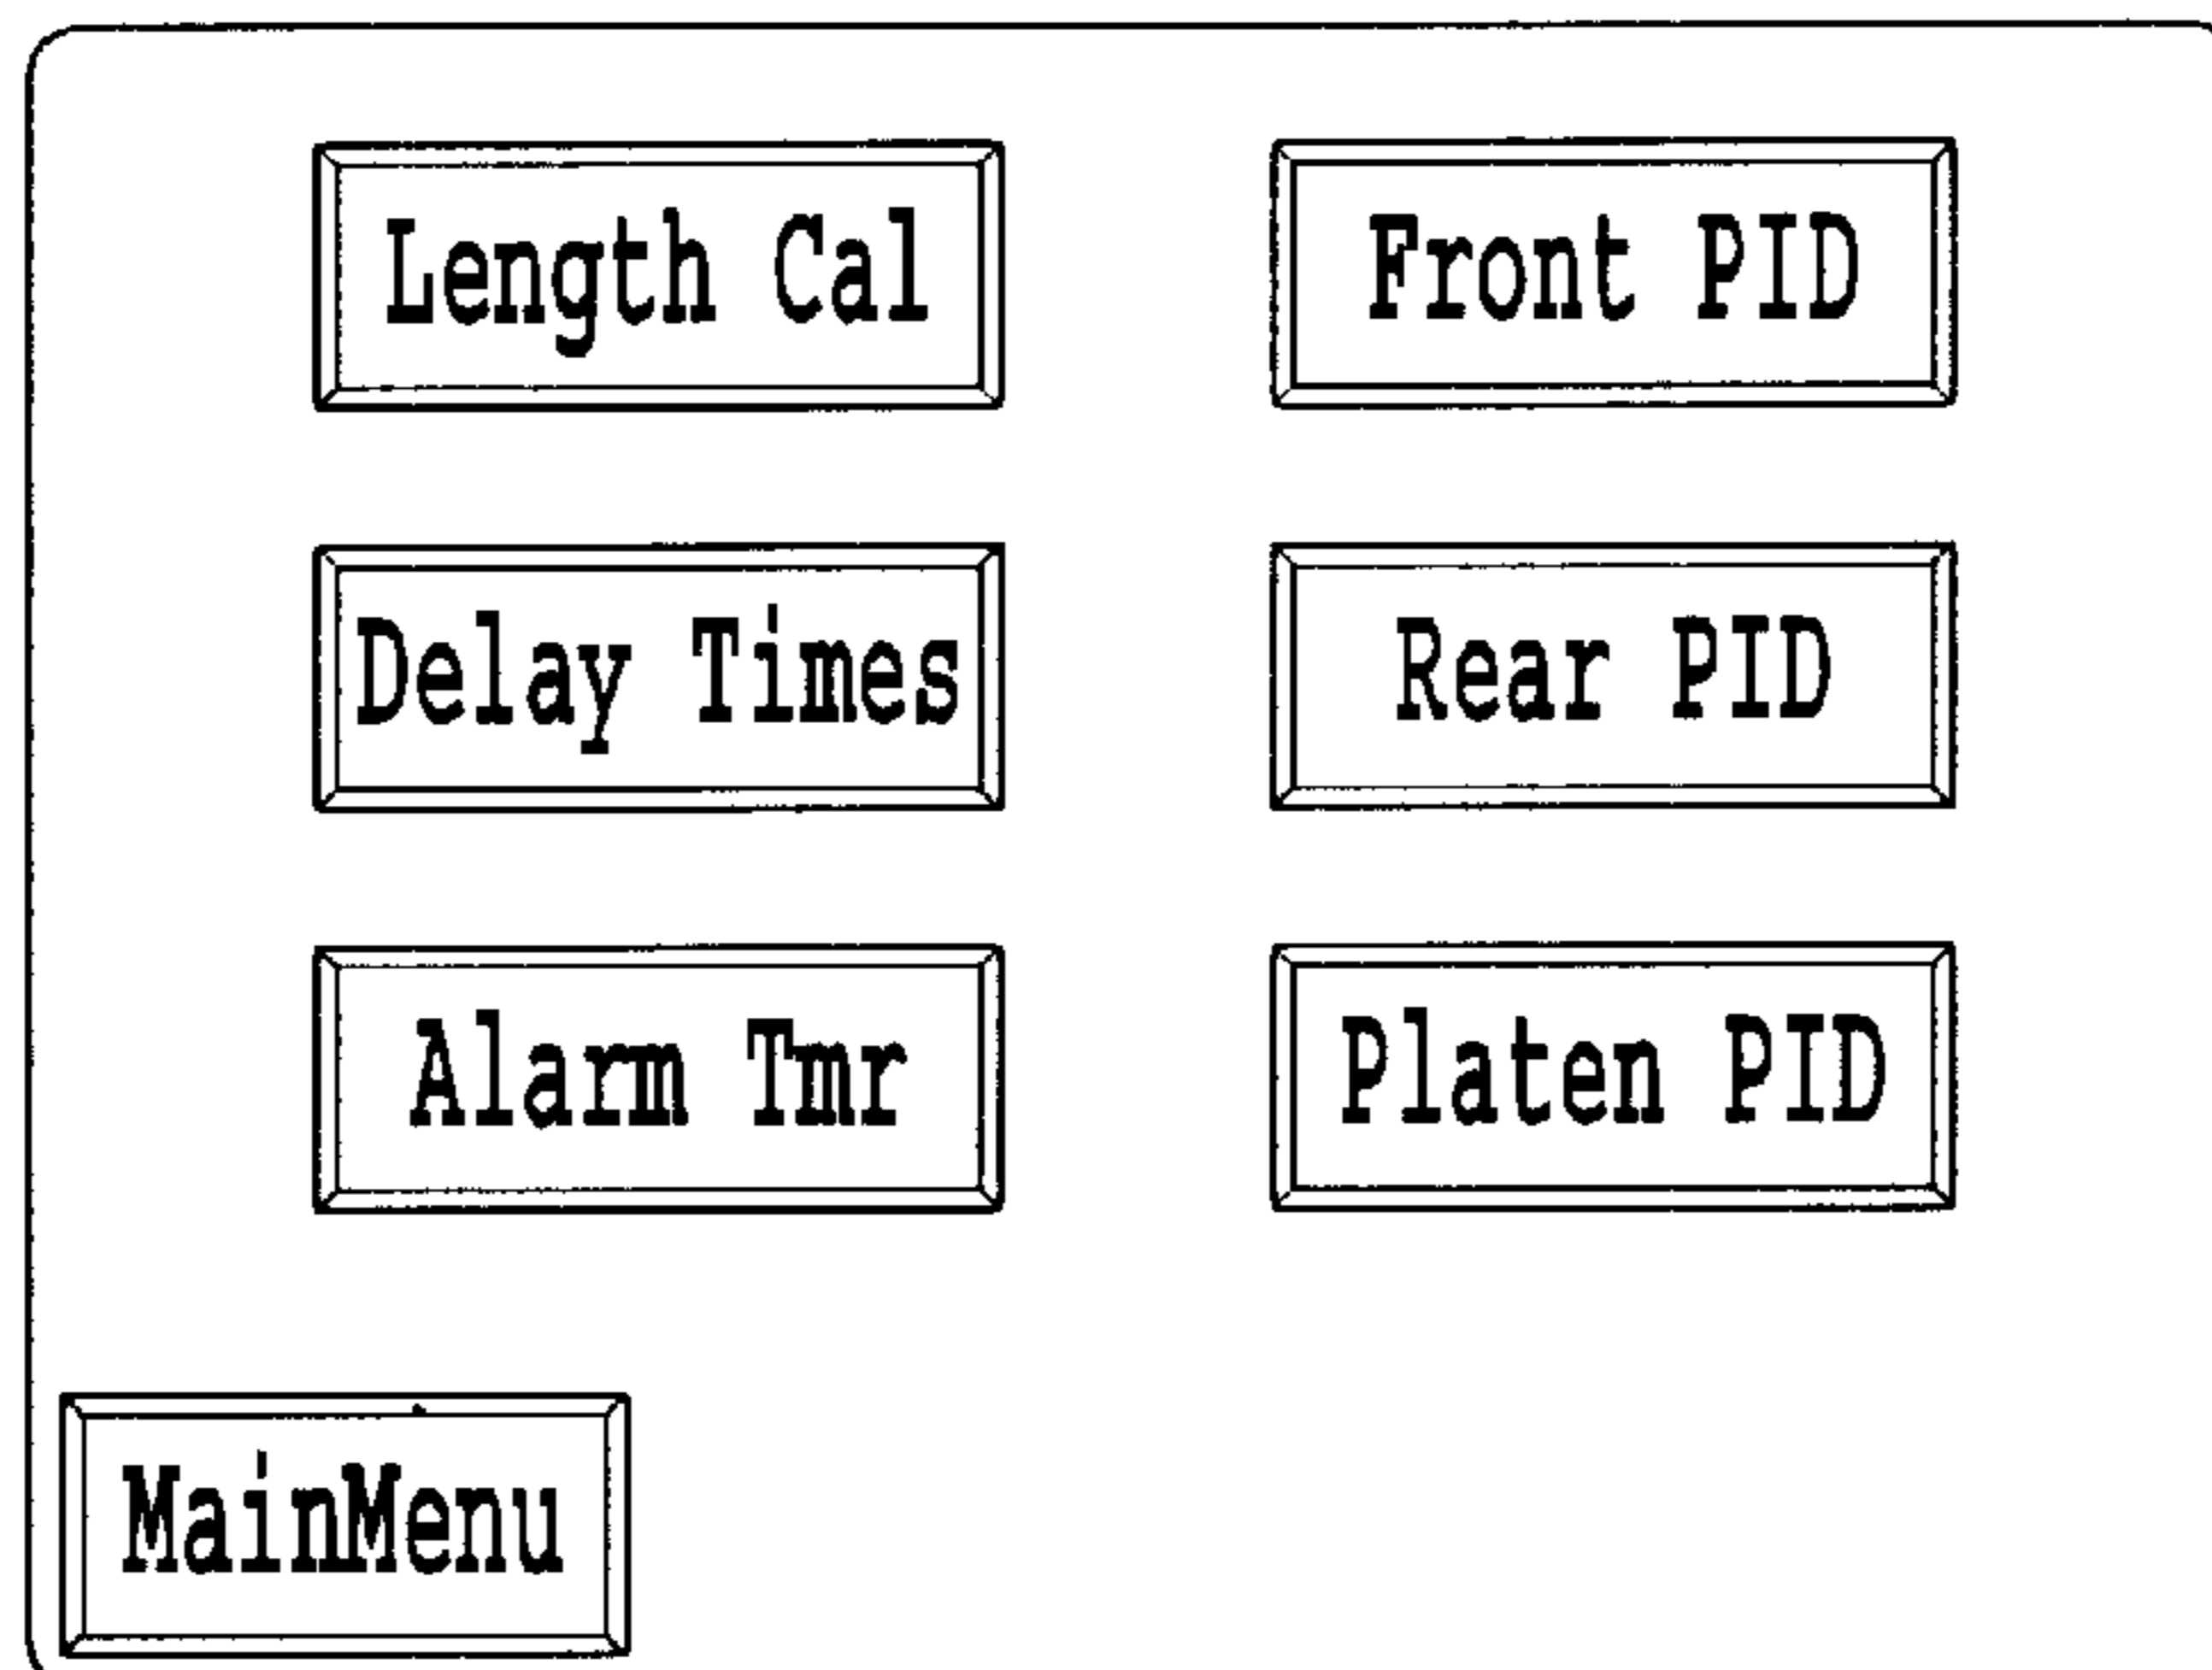 Length Cal
Front PID
Delay Times
Rear PID
Alarm Tmr
Platen PID
MainMenu